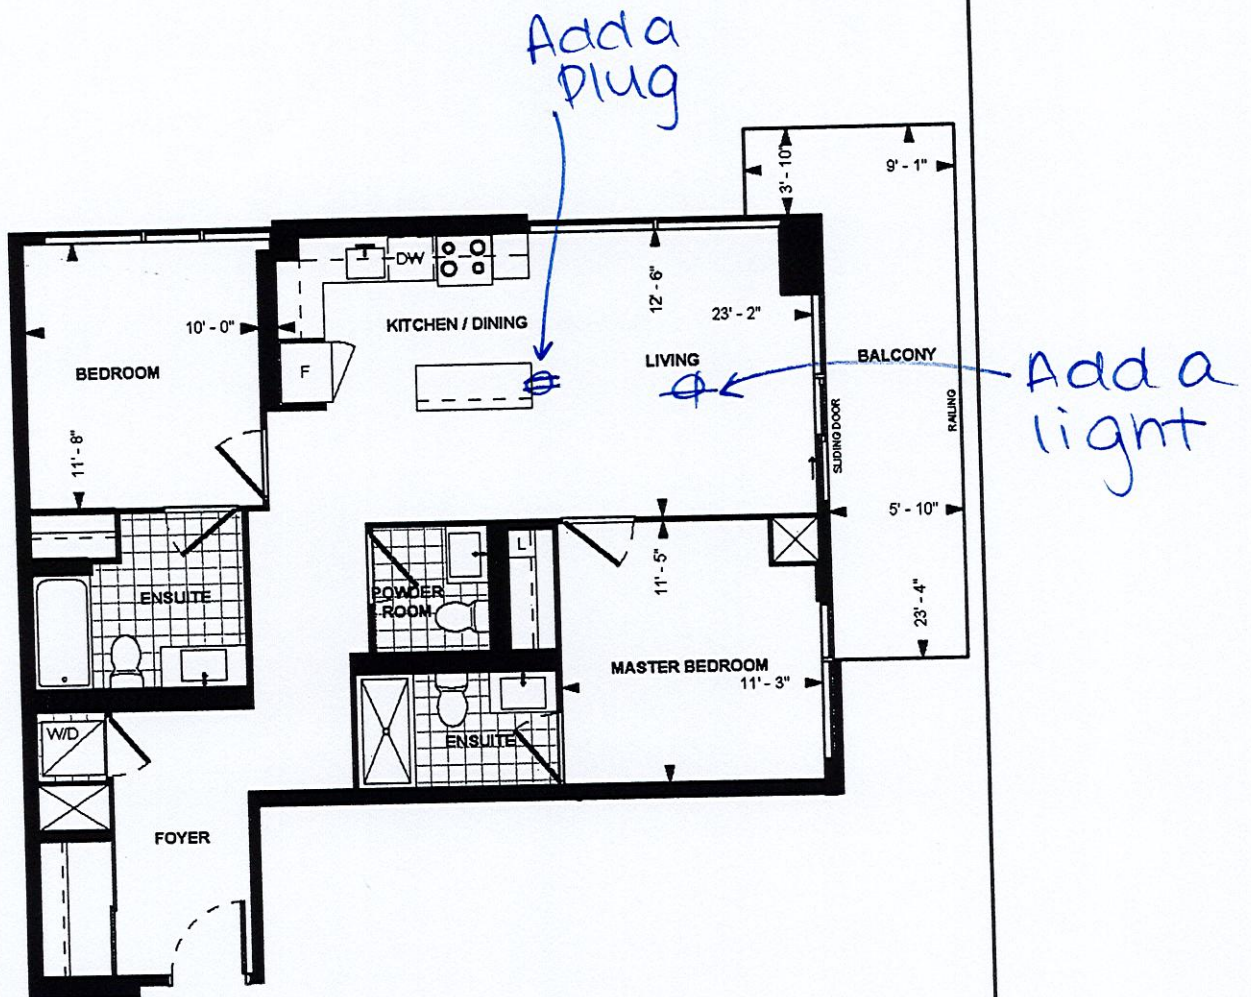 Add a
plug
3' - 10"
9' - 1"
DW
12' - 6"
10' - 0"
KITCHEN / DINING
23' - 2"
BEDROOM
F
LIVING
BALCONY
Add a
light
SLIDING DOOR
RAILING
11' - 8"
5' - 10"
L
11' - 5"
ENSUITE
POWDER
ROOM
23' - 4"
MASTER BEDROOM
11' - 3"
W/D
ENSUITE
FOYER